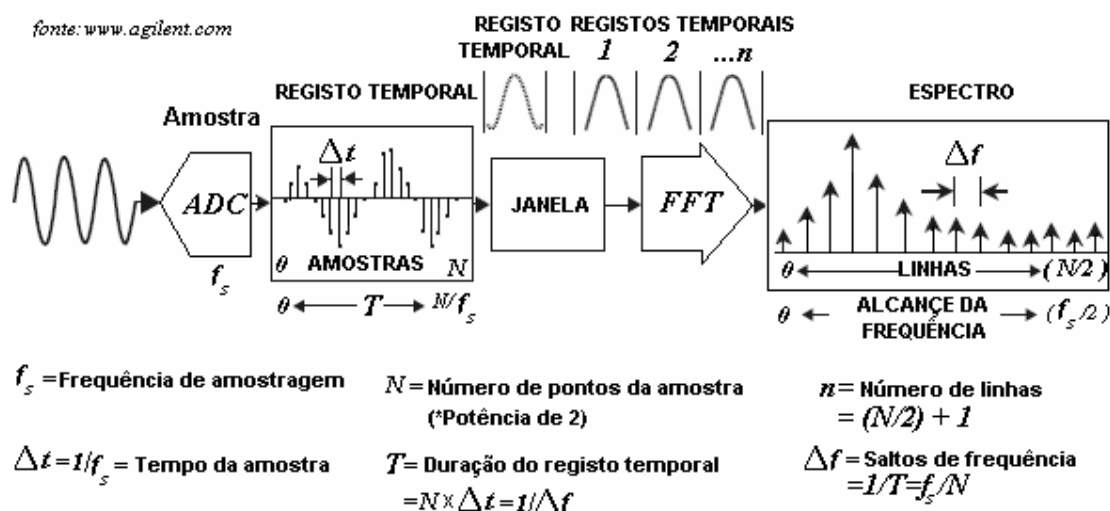 fonte: www.agilent.com
REGISTO TEMPORAL
REGISTOS TEMPORAIS
1 2 ...n
REGISTO TEMPORAL
ESPECTRO
Amostra
Δt
Δf
ADC
JANELA
FFT
f_s
0 AMOSTRAS N
0 T N/f_s
0 LINHAS (N/2)
0 ALCANÇE DA FREQUÊNCIA (f_s/2)
f_s =Frequência de amostragem
N = Número de pontos da amostra
(*Potência de 2)
n= Número de linhas
= (N/2) + 1
Δt=1/f_s = Tempo da amostra
T= Duração do registo temporal
=N x Δt=1/Δf
Δf = Saltos de frequência
=1/T=f_s/N